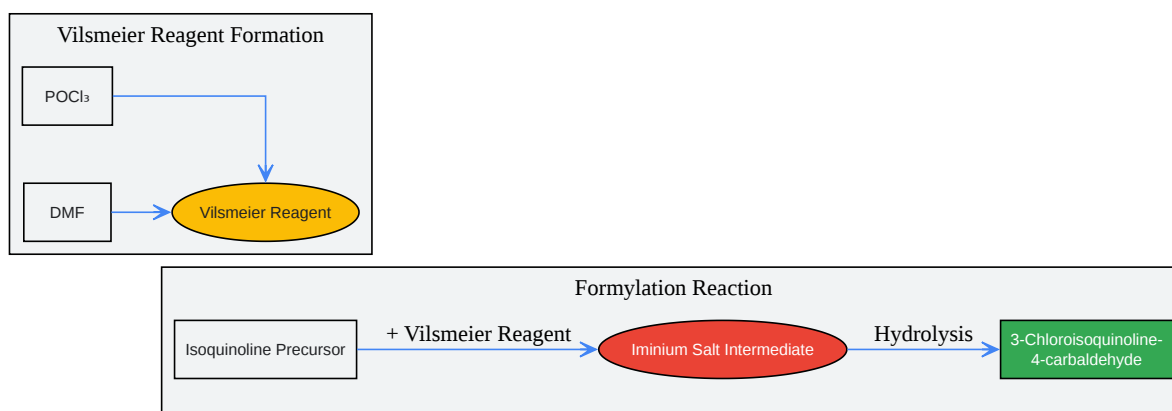 Vilsmeier Reagent Formation
POCl₃
DMF
Vilsmeier Reagent
Formylation Reaction
Isoquinoline Precursor
+ Vilsmeier Reagent
Iminium Salt Intermediate
Hydrolysis
3-Chloroisoquinoline-
4-carbaldehyde